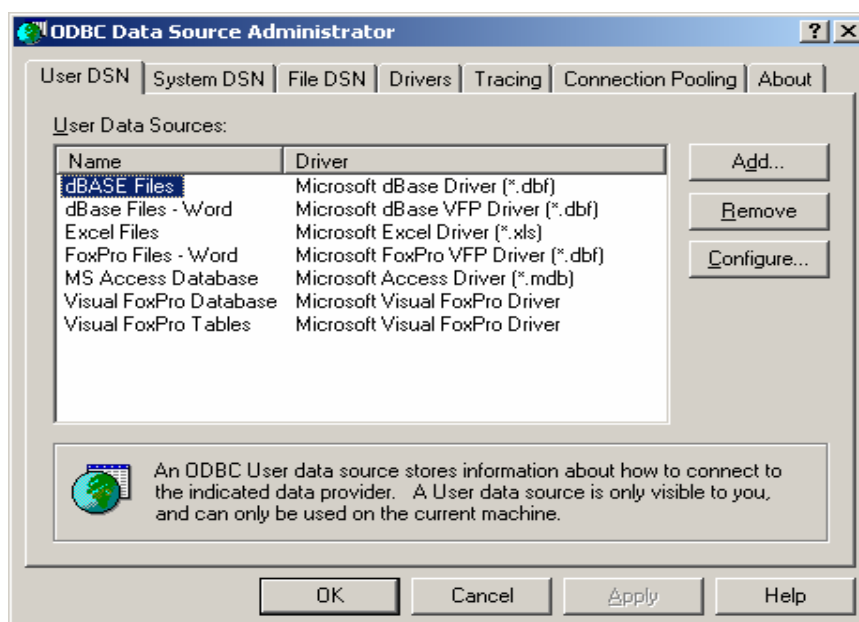 ODBC Data Source Administrator
User DSN System DSN File DSN Drivers Tracing Connection Pooling About
User Data Sources:
Name Driver
dBASE Files Microsoft dBase Driver (*.dbf)
dBase Files - Word Microsoft dBase VFP Driver (*.dbf)
Excel Files Microsoft Excel Driver (*.xls)
FoxPro Files - Word Microsoft FoxPro VFP Driver (*.dbf)
MS Access Database Microsoft Access Driver (*.mdb)
Visual FoxPro Database Microsoft Visual FoxPro Driver
Visual FoxPro Tables Microsoft Visual FoxPro Driver
Add...
Remove
Configure...
An ODBC User data source stores information about how to connect to
the indicated data provider. A User data source is only visible to you,
and can only be used on the current machine.
OK Cancel Apply Help